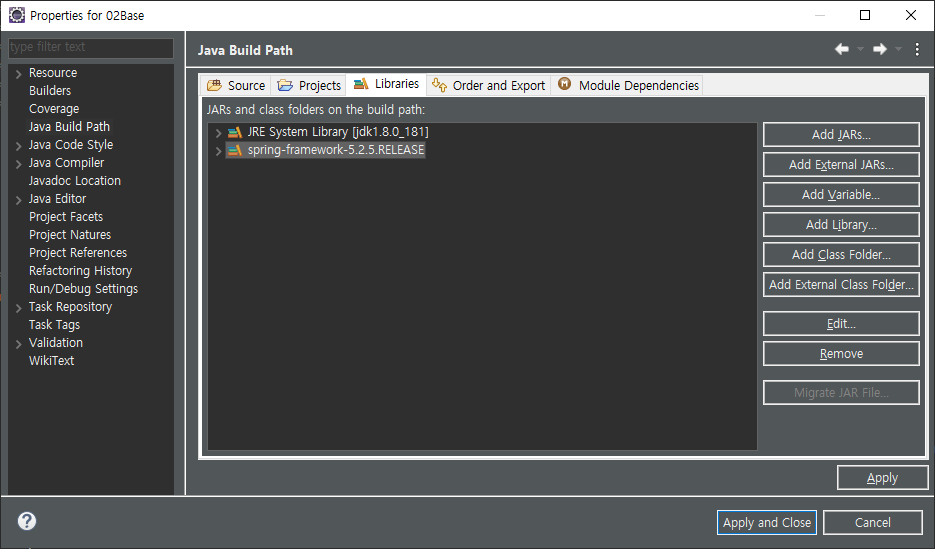 Properties for 02Base
type filter text
Resource
Builders
Coverage
Java Build Path
Java Code Style
Java Compiler
Javadoc Location
Java Editor
Project Facets
Project Natures
Project References
Refactoring History
Run/Debug Settings
Task Repository
Task Tags
Validation
WikiText
Java Build Path
Source Projects Libraries Order and Export Module Dependencies
JARs and class folders on the build path:
JRE System Library [jdk1.8.0_181]
spring-framework-5.2.5.RELEASE
Add JARs...
Add External JARs...
Add Variable...
Add Library...
Add Class Folder...
Add External Class Folder...
Edit...
Remove
Migrate JAR File...
Apply
Apply and Close Cancel